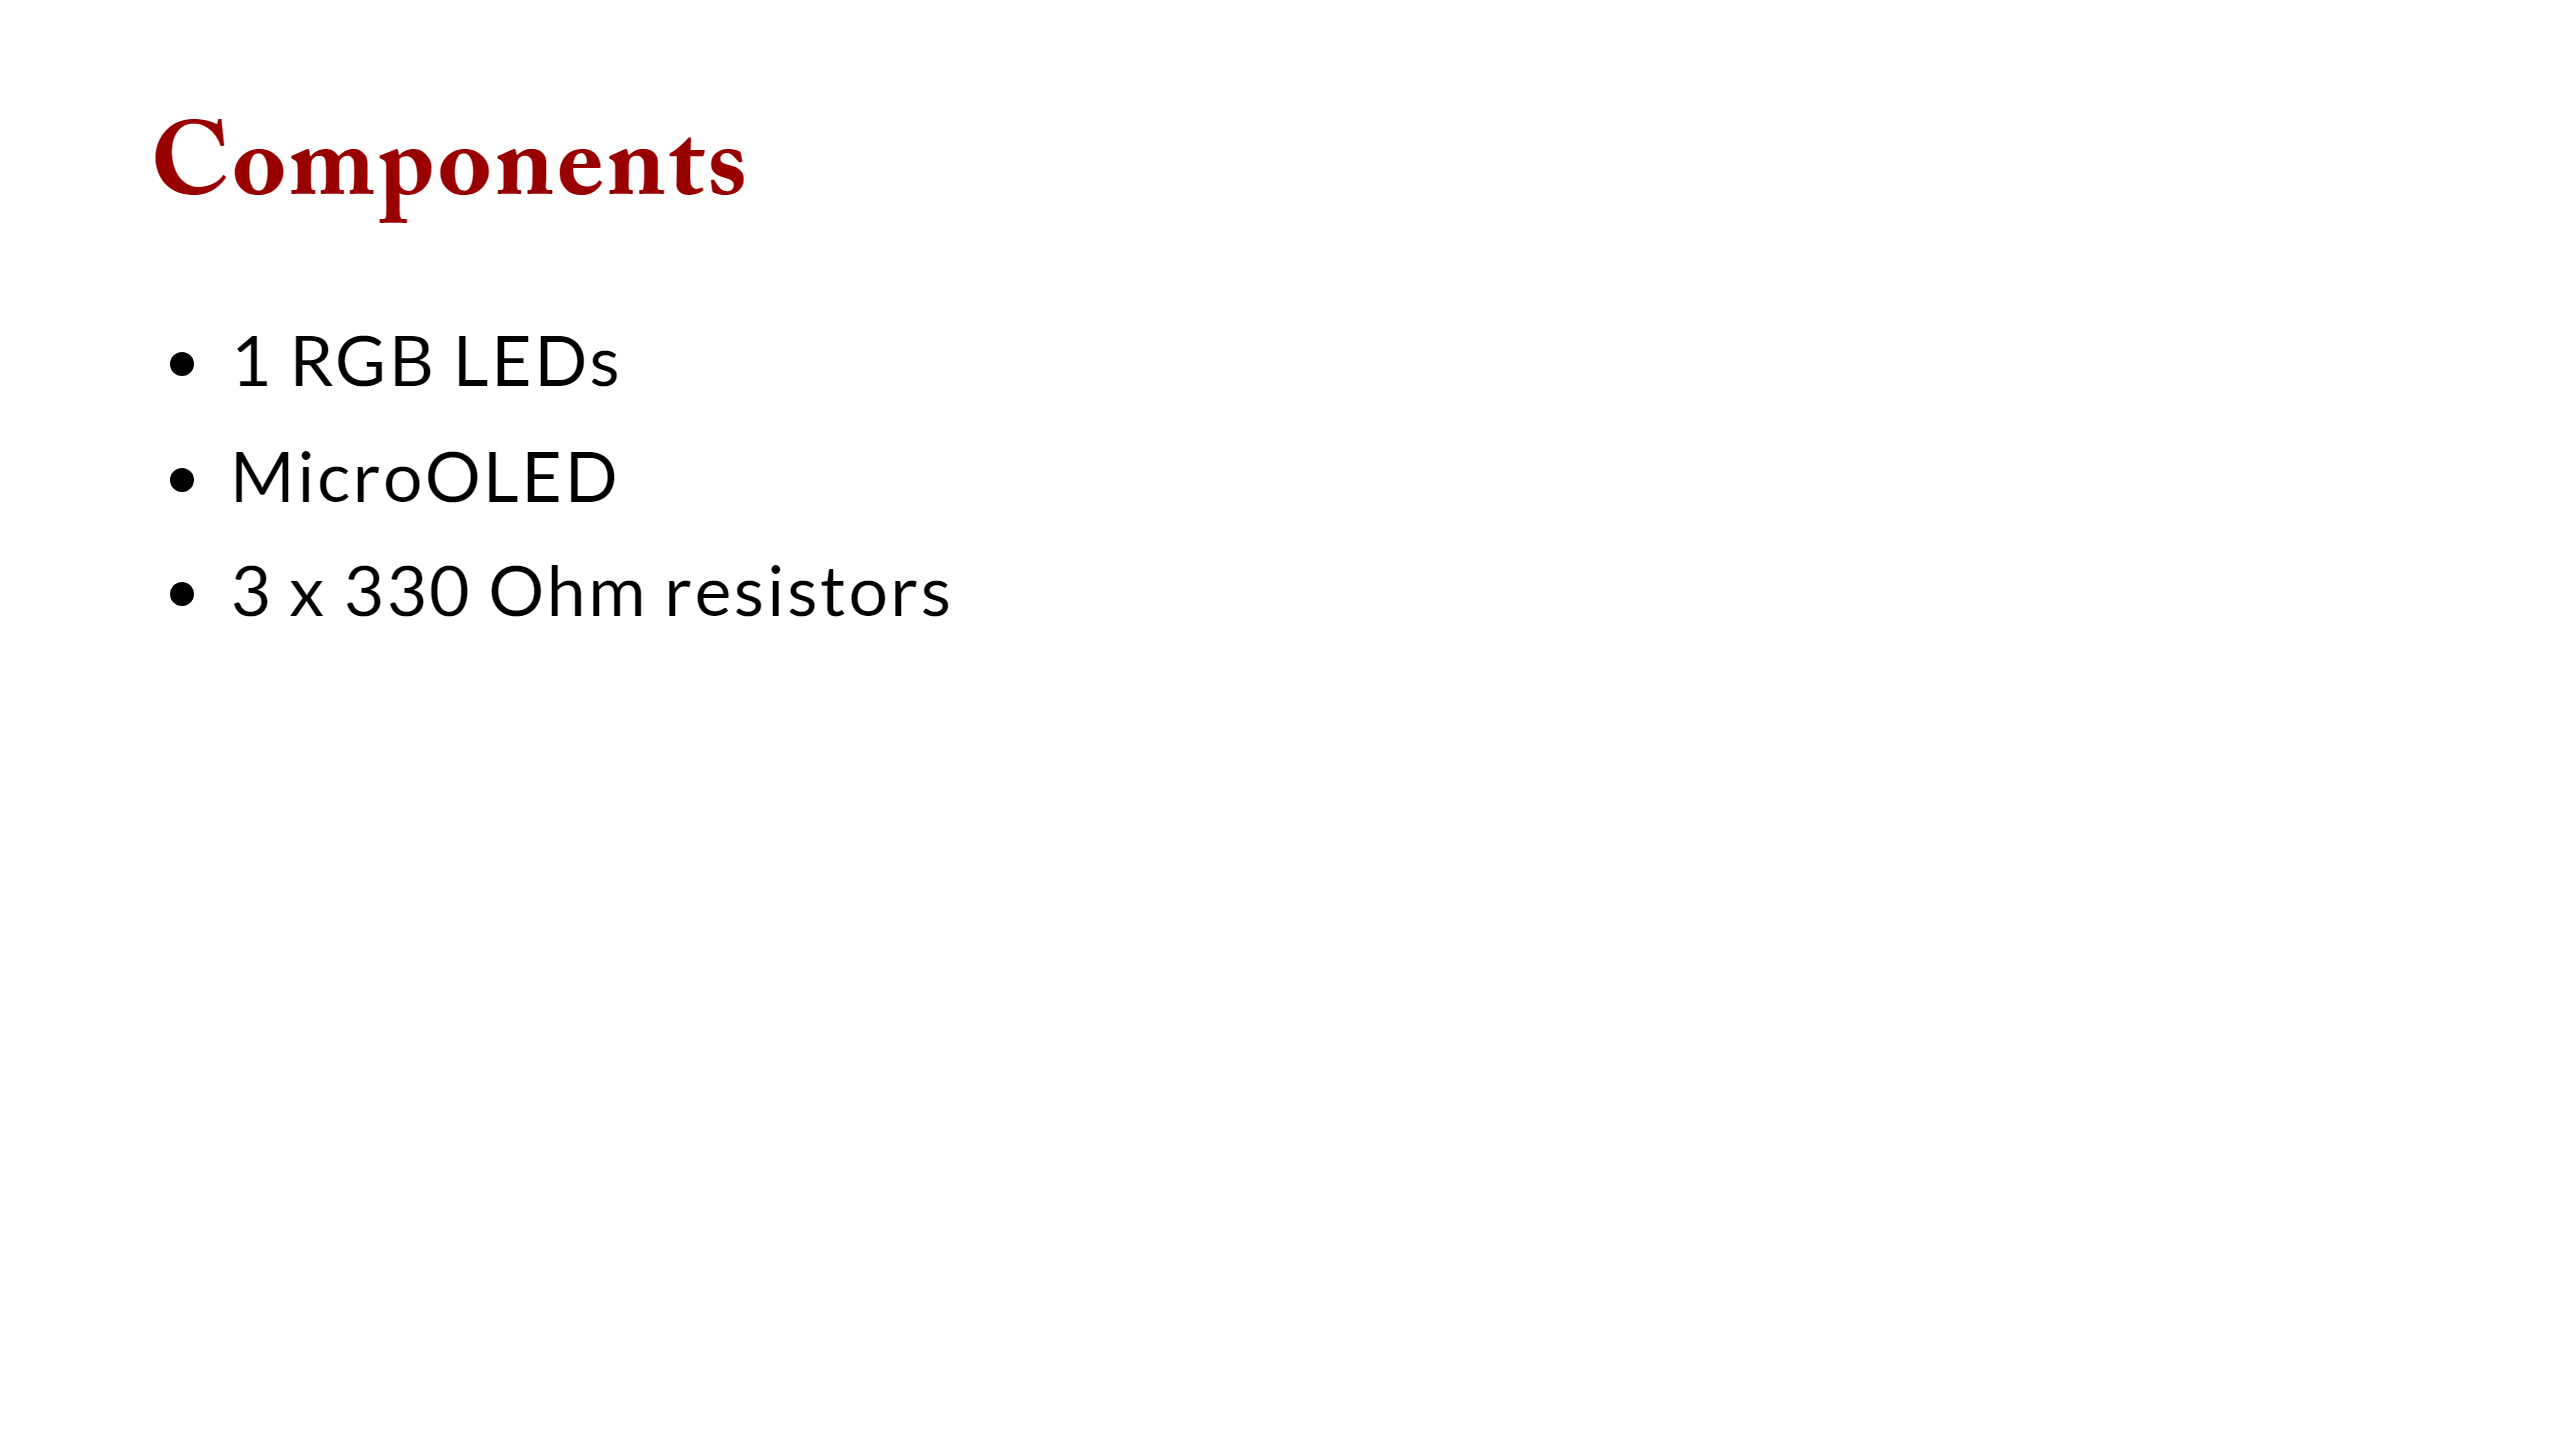 Components
• 1 RGB LEDs
• MicroOLED
• 3 x 330 Ohm resistors